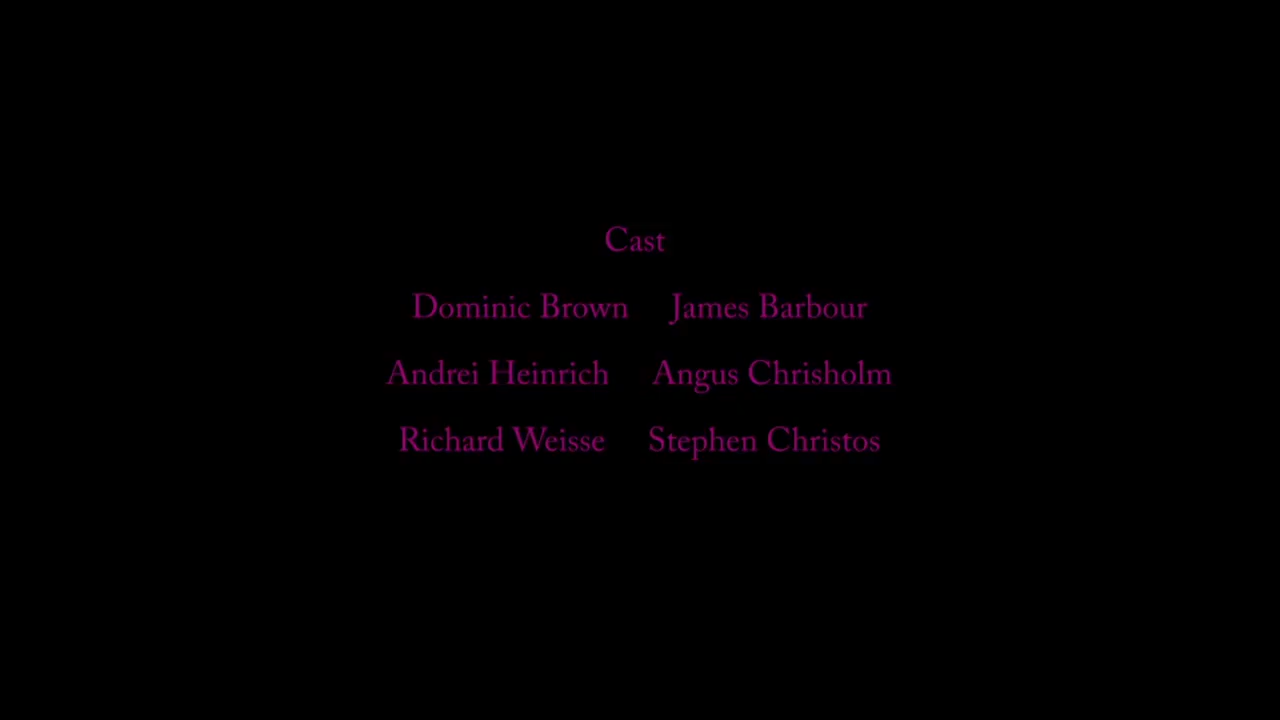 Cast
Dominic Brown James Barbour
Andrei Heinrich Angus Chrisholm
Richard Weisse Stephen Christos